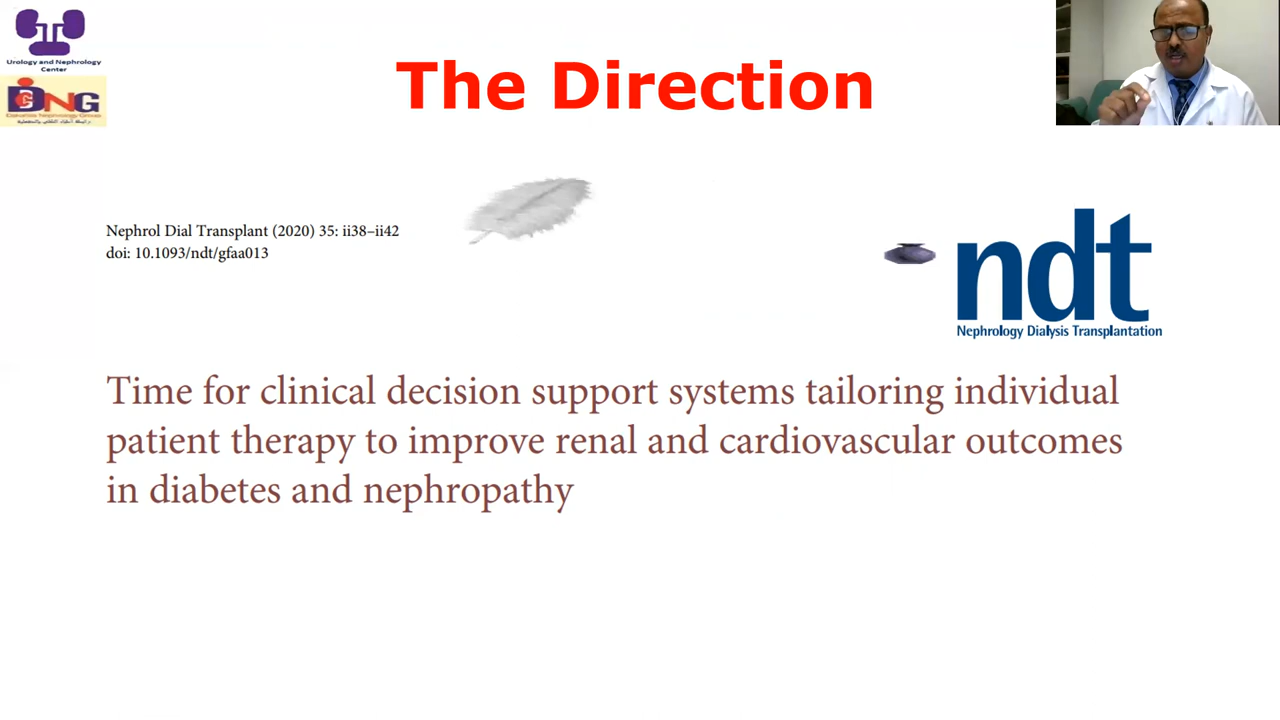 Urology and Nephrology
Center
The Direction
Nephrol Dial Transplant (2020) 35: ii38–ii42
doi: 10.1093/ndt/gfaa013
ndt
Nephrology Dialysis Transplantation
Time for clinical decision support systems tailoring individual
patient therapy to improve renal and cardiovascular outcomes
in diabetes and nephropathy